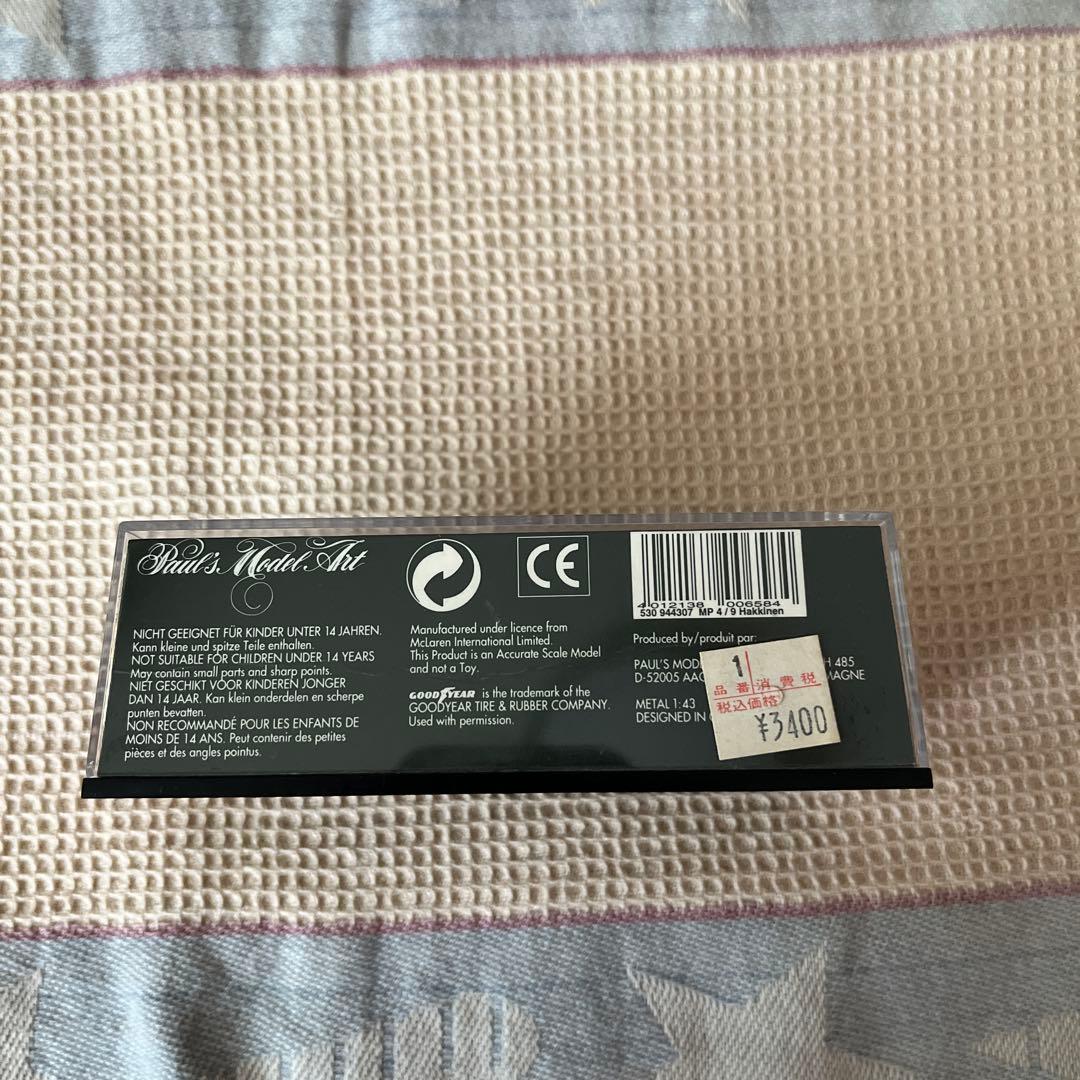 Paul's Model Art
NICHT GEEIGNET FÜR KINDER UNTER 14 JAHREN.
Kann kleine und spitze Teile enthalten.
NOT SUITABLE FOR CHILDREN UNDER 14 YEARS
May contain small parts and sharp points.
NIET GESCHIKT VOOR KINDEREN JONGER
DAN 14 JAAR. Kan klein onderdelen en scherpe
punten bevatten.
NON RECOMMANDÉ POUR LES ENFANTS DE
MOINS DE 14 ANS. Peut contenir des petites
pièces et des angles pointus.
CE
Manufactured under licence from
McLaren International Limited.
This Product is an Accurate Scale Model
and not a Toy.
GOODYEAR is the trademark of the
GOODYEAR TIRE & RUBBER COMPANY.
Used with permission.
4 012138 006584
530 944307 MP 4 / 9 Hakkinen
Produced by/produit par:
PAUL'S H 485
D-52005 MAGNE
METAL 1:43
DESIGNED IN
1
品番 消費税
税込価格
¥3400